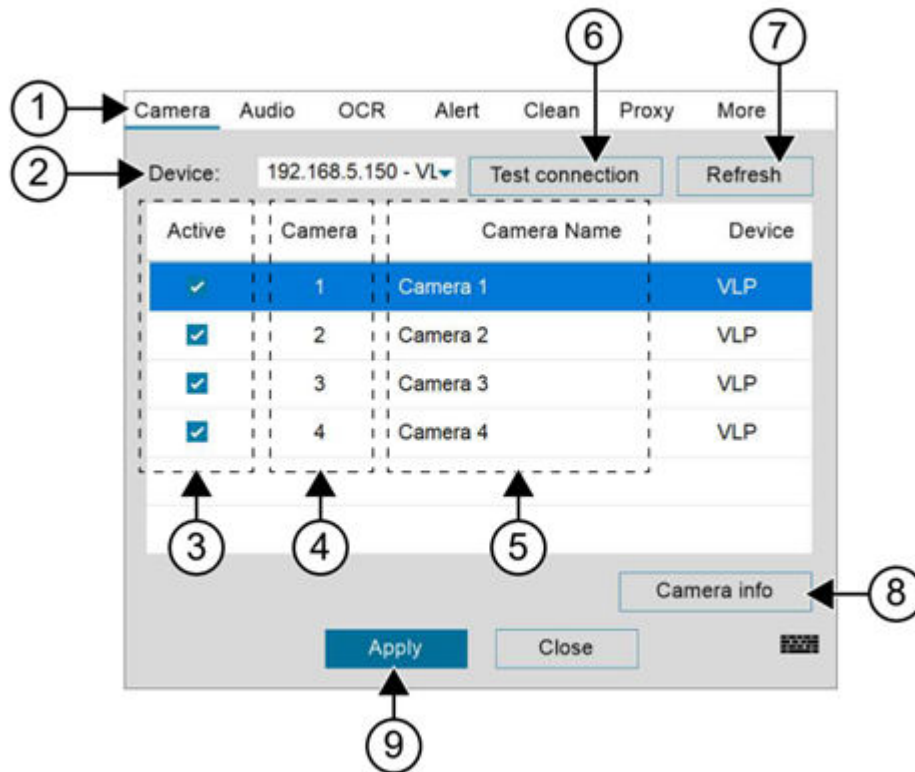 6 7
1 Camera Audio OCR Alert Clean Proxy More
2 Device: 192.168.5.150 - VL Test connection Refresh
Active Camera Camera Name Device
1 Camera 1 VLP
2 Camera 2 VLP
3 Camera 3 VLP
4 Camera 4 VLP
3 4 5
Camera info 8
Apply Close
9